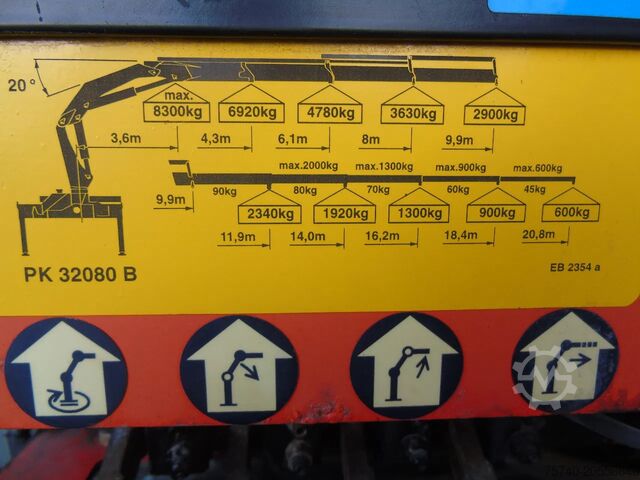 20°
max.
8300kg 6920kg 4780kg 3630kg 2900kg
3,6m 4,3m 6,1m 8m 9,9m
max.2000kg max.1300kg max.900kg max.600kg
90kg 80kg 70kg 60kg 45kg
9,9m
2340kg 1920kg 1300kg 900kg 600kg
11,9m 14,0m 16,2m 18,4m 20,8m
PK 32080 B
EB 2354 a